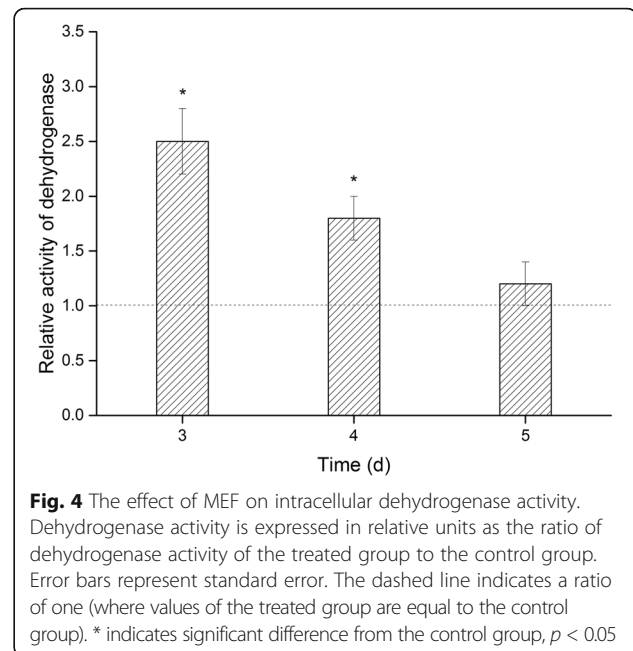 3.5
3.0
2.5
2.0
1.5
1.0
0.5
0.0
Relative activity of dehydrogenase
*
*
3
4
5
Time (d)
Fig. 4 The effect of MEF on intracellular dehydrogenase activity.
Dehydrogenase activity is expressed in relative units as the ratio of
dehydrogenase activity of the treated group to the control group.
Error bars represent standard error. The dashed line indicates a ratio
of one (where values of the treated group are equal to the control
group). * indicates significant difference from the control group, p < 0.05